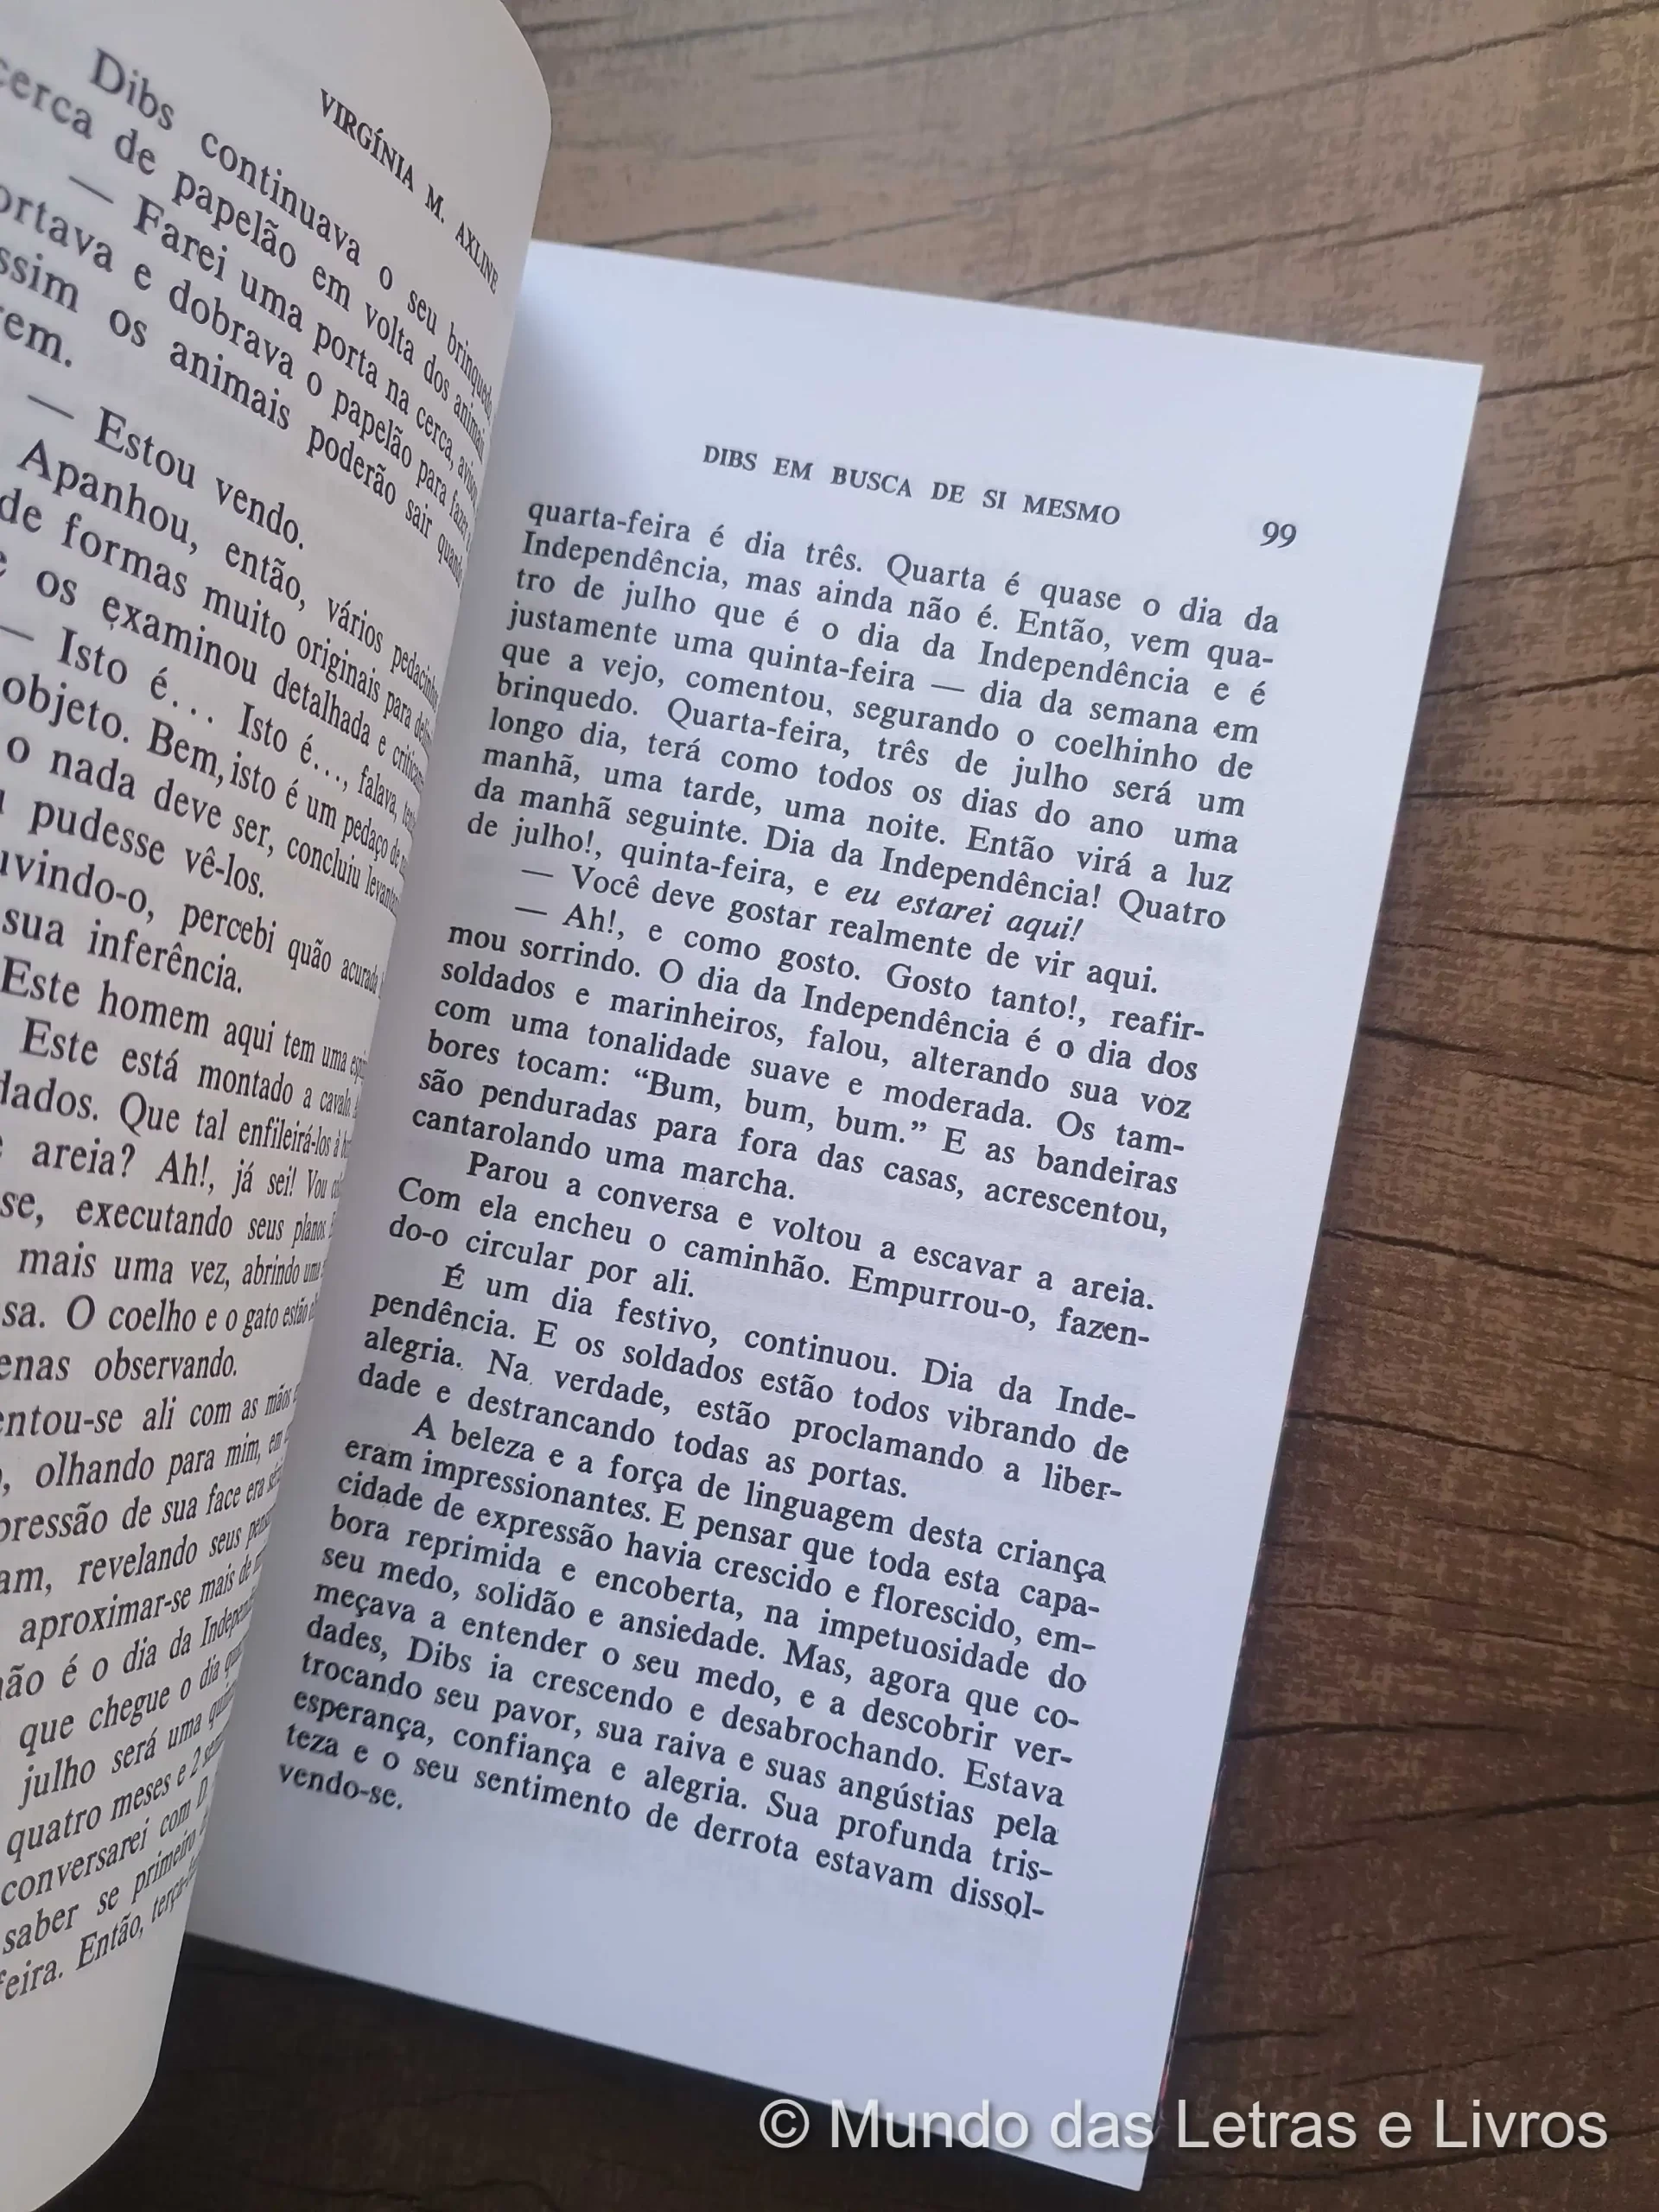 VIRGÍNIA M. AXLINE
Dibs continuava o seu brinquedo
cerca de papelão em volta dos animais
— Farei uma porta na cerca,
ortava e dobrava o papelão para fazer
ssim os animais poderão sair quando
rem.
— Estou vendo.
Apanhou, então, vários pedacinhos
de formas muito originais para
e os examinou detalhada e
— Isto é... Isto é..., falava,
objeto. Bem, isto é um pedaço de
o nada deve ser, concluiu
pudesse vê-los.
uvindo-o, percebi quão acurada
sua inferência.
Este homem aqui tem uma
Este está montado a cavalo.
dados. Que tal enfileirá-los à
areia? Ah!, já sei! Vou
se, executando seus planos.
mais uma vez, abrindo uma
sa. O coelho e o gato estão
enas observando.
entou-se ali com as mãos
, olhando para mim, em
pressão de sua face era
am, revelando seus
aproximar-se mais de
não é o dia da
que chegue o dia
julho será uma
quatro meses e 2
conversarei com D.
saber se primeiro
feira. Então,
DIBS EM BUSCA DE SI MESMO 99
quarta-feira é dia três. Quarta é quase o dia da
Independência, mas ainda não é. Então, vem qua-
tro de julho que é o dia da Independência e é
justamente uma quinta-feira — dia da semana em
que a vejo, comentou, segurando o coelhinho de
brinquedo. Quarta-feira, três de julho será um
longo dia, terá como todos os dias do ano uma
manhã, uma tarde, uma noite. Então virá a luz
da manhã seguinte. Dia da Independência! Quatro
de julho!, quinta-feira, e eu estarei aqui!
— Você deve gostar realmente de vir aqui.
— Ah!, e como gosto. Gosto tanto!, reafir-
mou sorrindo. O dia da Independência é o dia dos
soldados e marinheiros, falou, alterando sua voz
com uma tonalidade suave e moderada. Os tam-
bores tocam: “Bum, bum, bum.” E as bandeiras
são penduradas para fora das casas, acrescentou,
cantarolando uma marcha.
Parou a conversa e voltou a escavar a areia.
Com ela encheu o caminhão. Empurrou-o, fazen-
do-o circular por ali.
É um dia festivo, continuou. Dia da Inde-
pendência. E os soldados estão todos vibrando de
alegria. Na verdade, estão proclamando a liber-
dade e destrancando todas as portas.
A beleza e a força de linguagem desta criança
eram impressionantes. E pensar que toda esta capa-
cidade de expressão havia crescido e florescido, em-
bora reprimida e encoberta, na impetuosidade do
seu medo, solidão e ansiedade. Mas, agora que co-
meçava a entender o seu medo, e a descobrir ver-
dades, Dibs ia crescendo e desabrochando. Estava
trocando seu pavor, sua raiva e suas angústias pela
esperança, confiança e alegria. Sua profunda tris-
teza e o seu sentimento de derrota estavam dissol-
vendo-se.
© Mundo das Letras e Livros